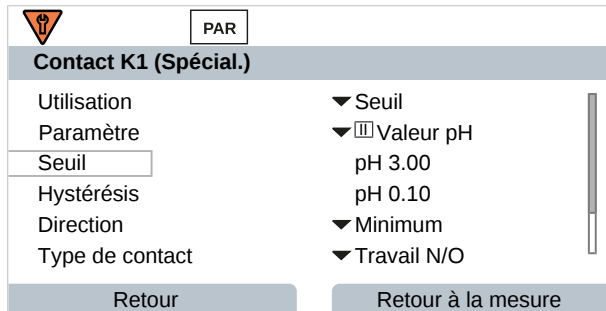 PAR
Contact K1 (Spécial.)
Utilisation Seuil
Paramètre II Valeur pH
Seuil pH 3.00
Hystérésis pH 0.10
Direction Minimum
Type de contact Travail N/O
Retour Retour à la mesure